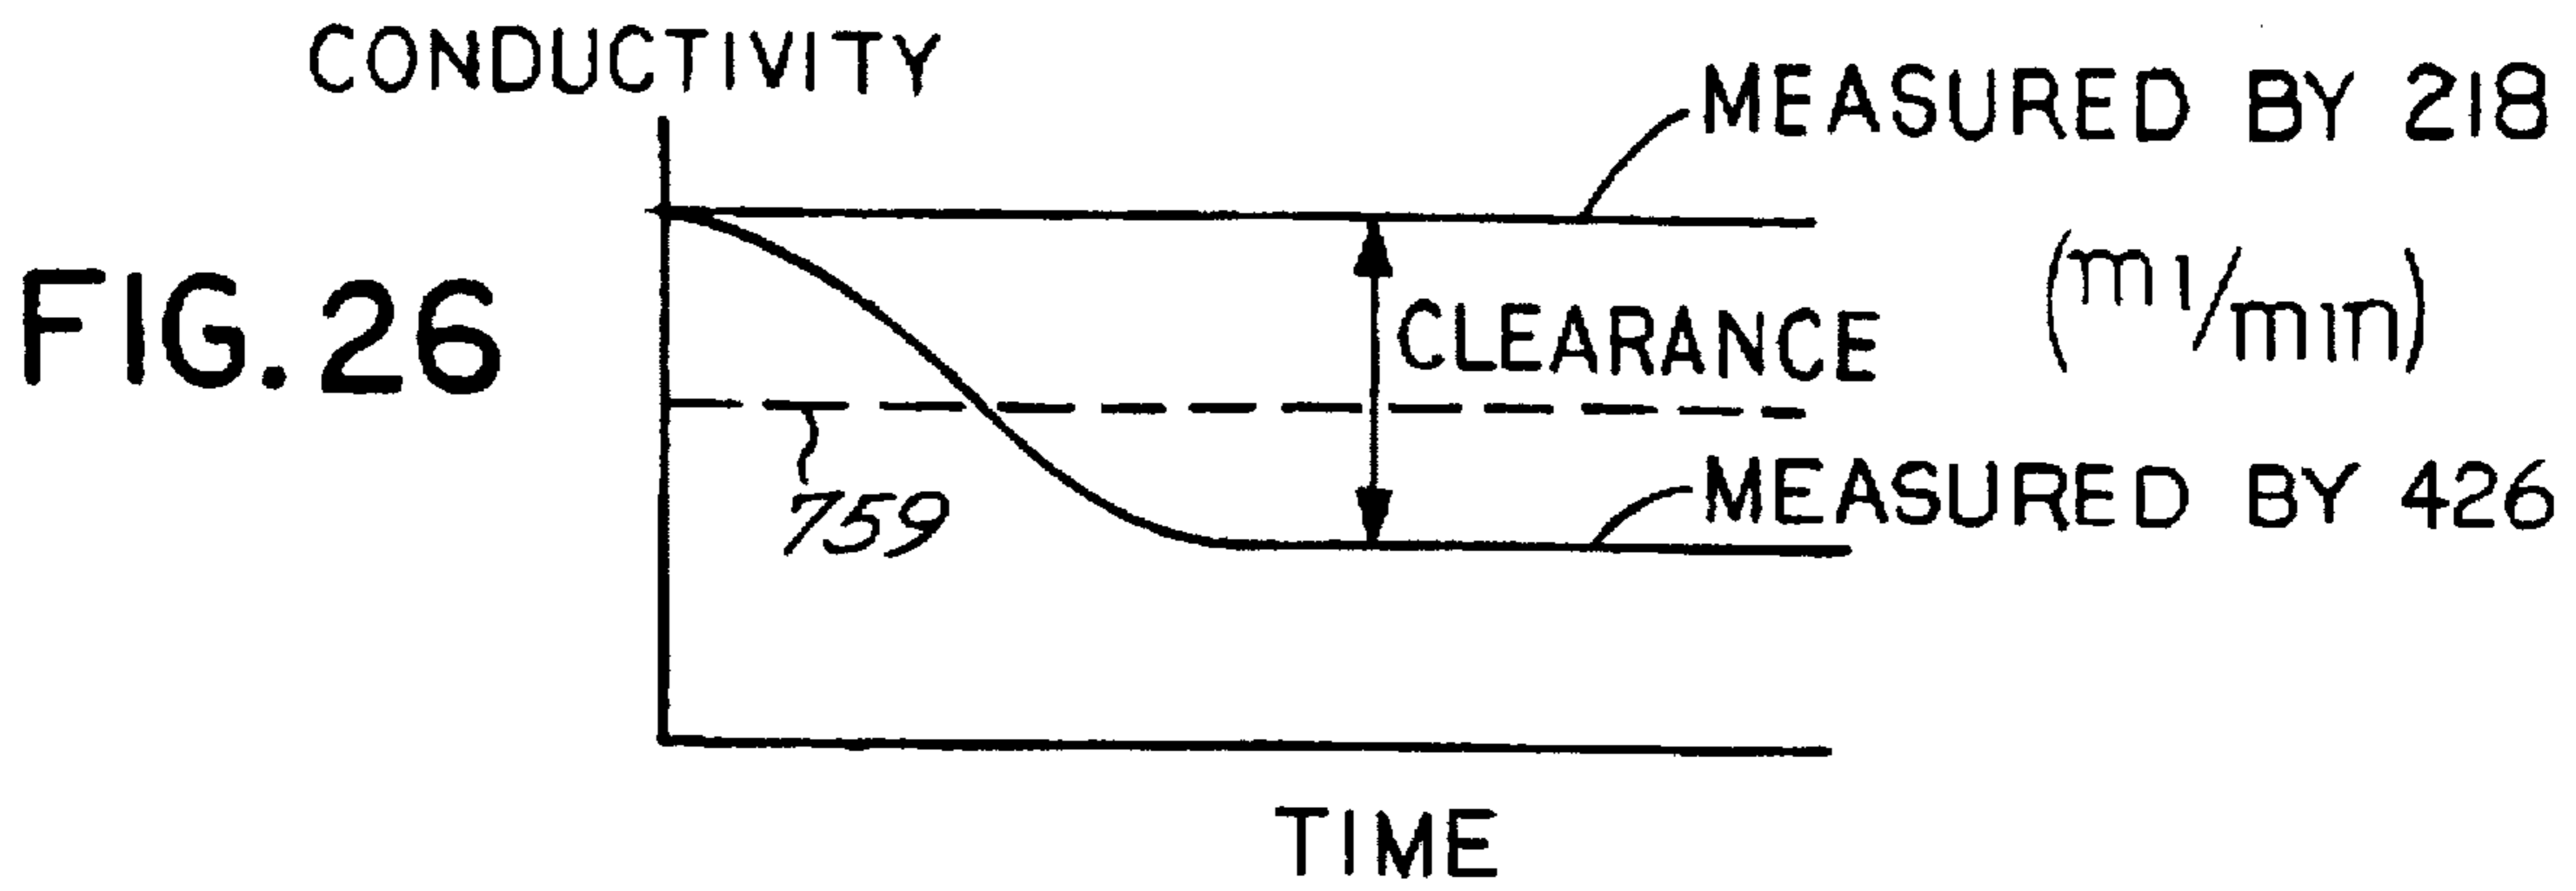 CONDUCTIVITY
MEASURED BY 218
FIG. 26
CLEARANCE (ml/min)
759
MEASURED BY 426
TIME